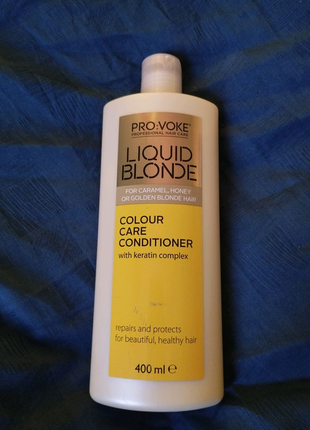 PRO:VOKE
PROFESSIONAL HAIR CARE
LIQUID
BLONDE
FOR CARAMEL, HONEY
OR GOLDEN BLONDE HAIR
COLOUR
CARE
CONDITIONER
with keratin complex
repairs and protects
for beautiful, healthy hair
400 ml ℮